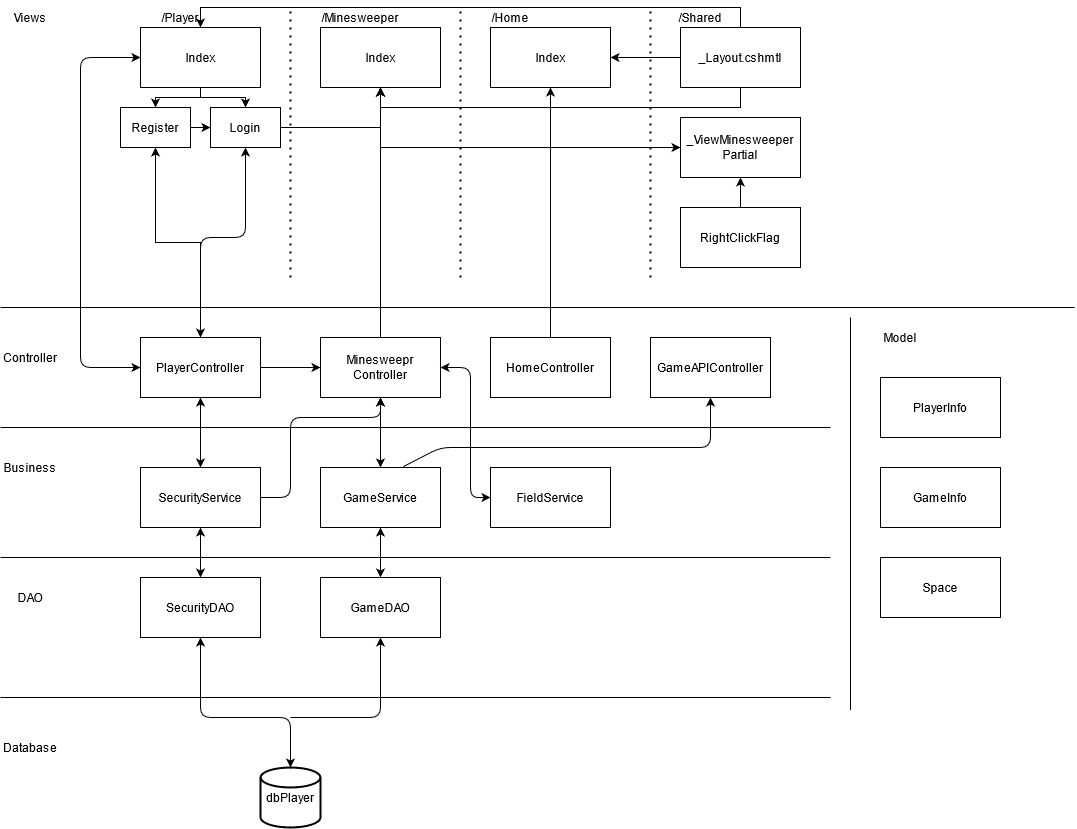 Views
/Player
/Minesweeper
/Home
/Shared
Index
Index
Index
_Layout.cshmtl
Register
Login
_ViewMinesweeper
Partial
RightClickFlag
Controller
PlayerController
Minesweepr
Controller
HomeController
GameAPIController
Model
PlayerInfo
Business
SecurityService
GameService
FieldService
GameInfo
DAO
SecurityDAO
GameDAO
Space
Database
dbPlayer